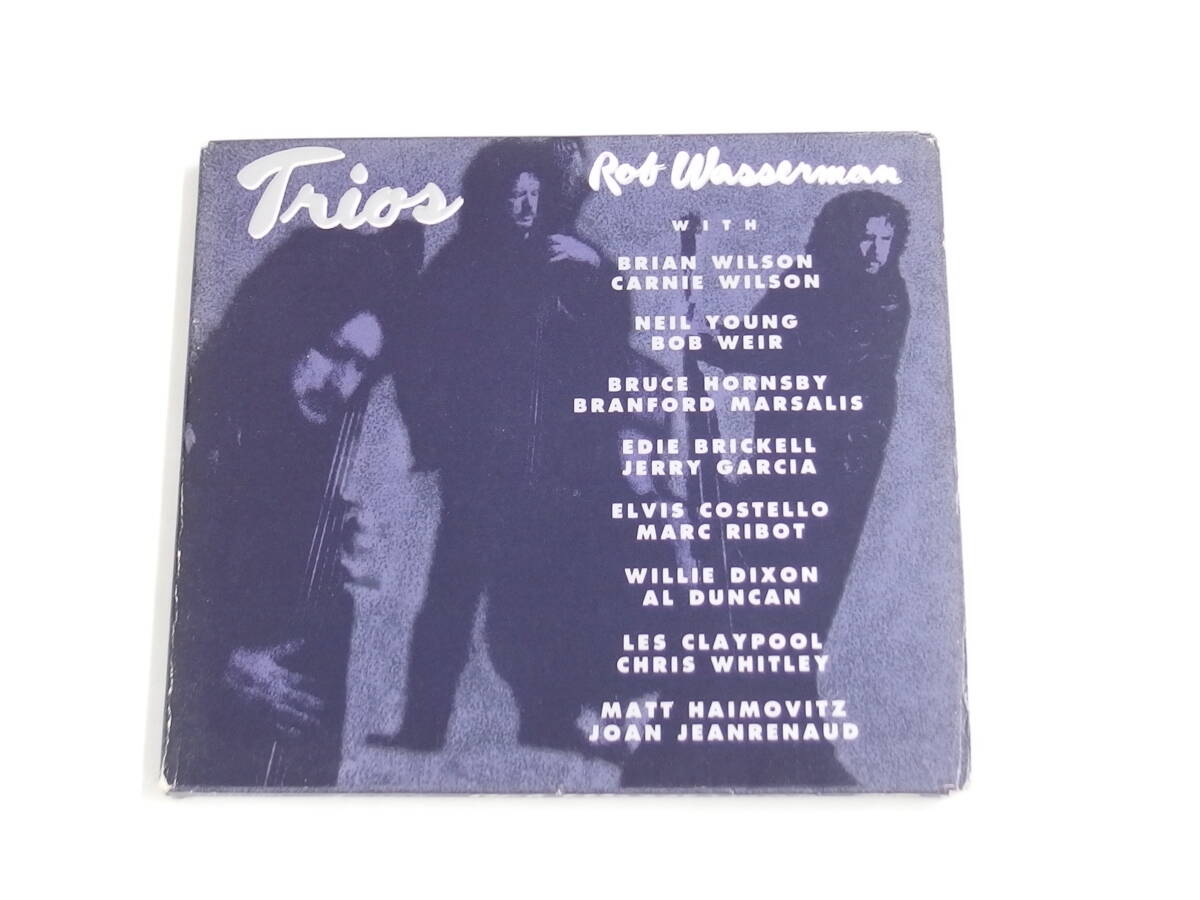 Trios
Rob Wasserman
WITH
BRIAN WILSON
CARNIE WILSON
NEIL YOUNG
BOB WEIR
BRUCE HORNSBY
BRANFORD MARSALIS
EDIE BRICKELL
JERRY GARCIA
ELVIS COSTELLO
MARC RIBOT
WILLIE DIXON
AL DUNCAN
LES CLAYPOOL
CHRIS WHITLEY
MATT HAIMOVITZ
JOAN JEANRENAUD